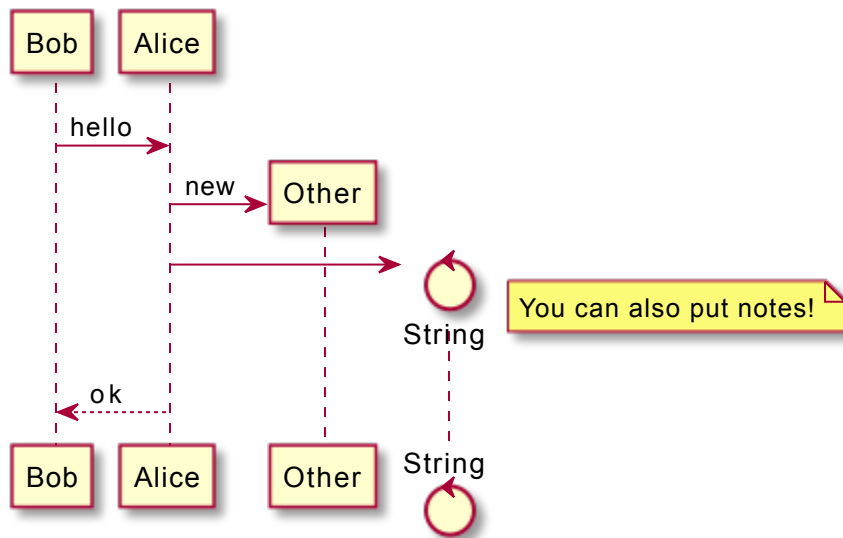 Bob Alice
hello
new
Other
You can also put notes!
String
ok
Bob Alice Other String